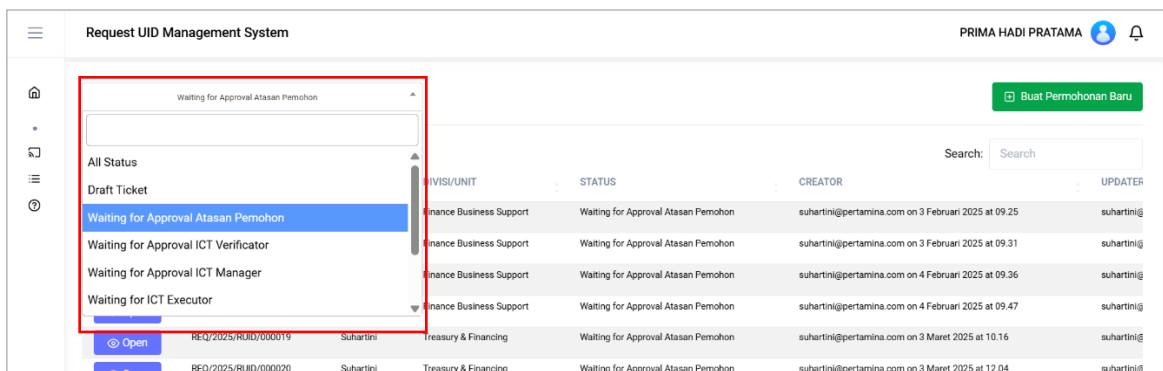 Request UID Management System
PRIMA HADI PRATAMA
Waiting for Approval Atasan Pemohon
Buat Permohonan Baru
Search: Search
All Status
Draft Ticket
Waiting for Approval Atasan Pemohon
Waiting for Approval ICT Verificator
Waiting for Approval ICT Manager
Waiting for ICT Executor
DIVISI/UNIT STATUS CREATOR UPDATER
Finance Business Support Waiting for Approval Atasan Pemohon suhartini@pertamina.com on 3 Februari 2025 at 09.25 suhartini@
Finance Business Support Waiting for Approval Atasan Pemohon suhartini@pertamina.com on 3 Februari 2025 at 09.31 suhartini@
Finance Business Support Waiting for Approval Atasan Pemohon suhartini@pertamina.com on 4 Februari 2025 at 09.36 suhartini@
Finance Business Support Waiting for Approval Atasan Pemohon suhartini@pertamina.com on 4 Februari 2025 at 09.47 suhartini@
Open REQ/2025/RUID/000019 Suhartini Treasury & Financing Waiting for Approval Atasan Pemohon suhartini@pertamina.com on 3 Maret 2025 at 10.16 suhartini@
REQ/2025/RUID/000020 Suhartini Treasury & Financing Waiting for Approval Atasan Pemohon suhartini@pertamina.com on 3 Maret 2025 at 12.04 suhartini@